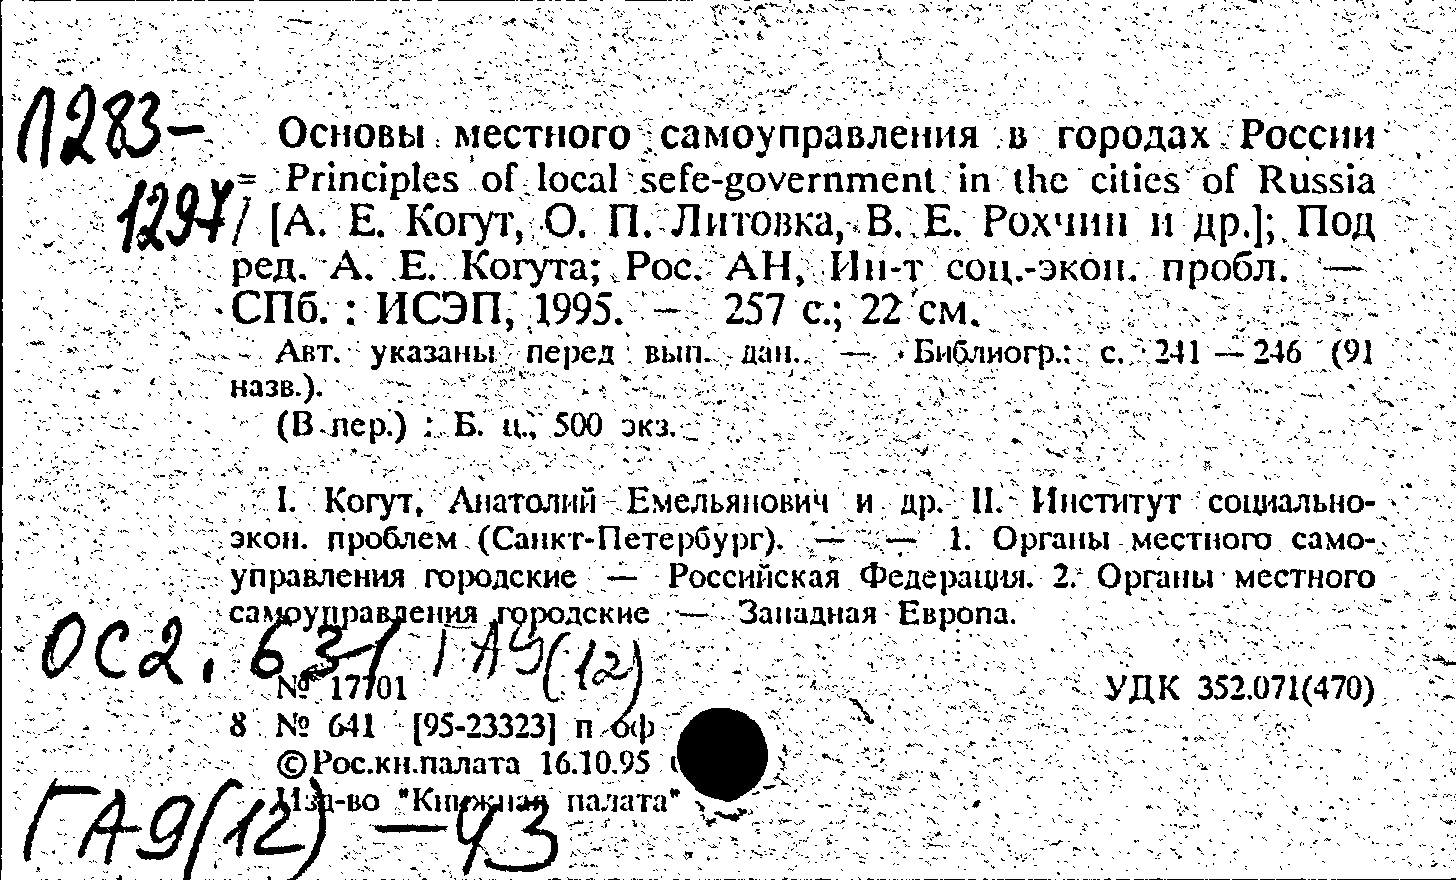 Л283-
1297
Основы местного самоуправления в городах России
= Principles of local sefe-government in the cities of Russia
/ [А. Е. Когут, О. П. Литовка, В. Е. Рохчин и др.]; Под
ред. А. Е. Когута; Рос. АН, Ин-т соц.-экон. пробл. —
СПб. : ИСЭП, 1995. — 257 с.; 22 см.
Авт. указаны перед вып. дан. — Библиогр.: с. 241 — 246 (91
назв.).
(В пер.) : Б. ц., 500 экз.
I. Когут, Анатолий Емельянович и др. II. Институт социально-
экон. проблем (Санкт-Петербург). — — 1. Органы местного само-
управления городские — Российская Федерация. 2. Органы местного
самоуправления городские — Западная Европа.
ОС2. 631 ГА9(12)
№ 17701 УДК 352.071(470)
8 № 641 [95-23323] п оф
©Рос.кн.палата 16.10.95
Изд-во "Книжная палата"
ГА9(12) —43